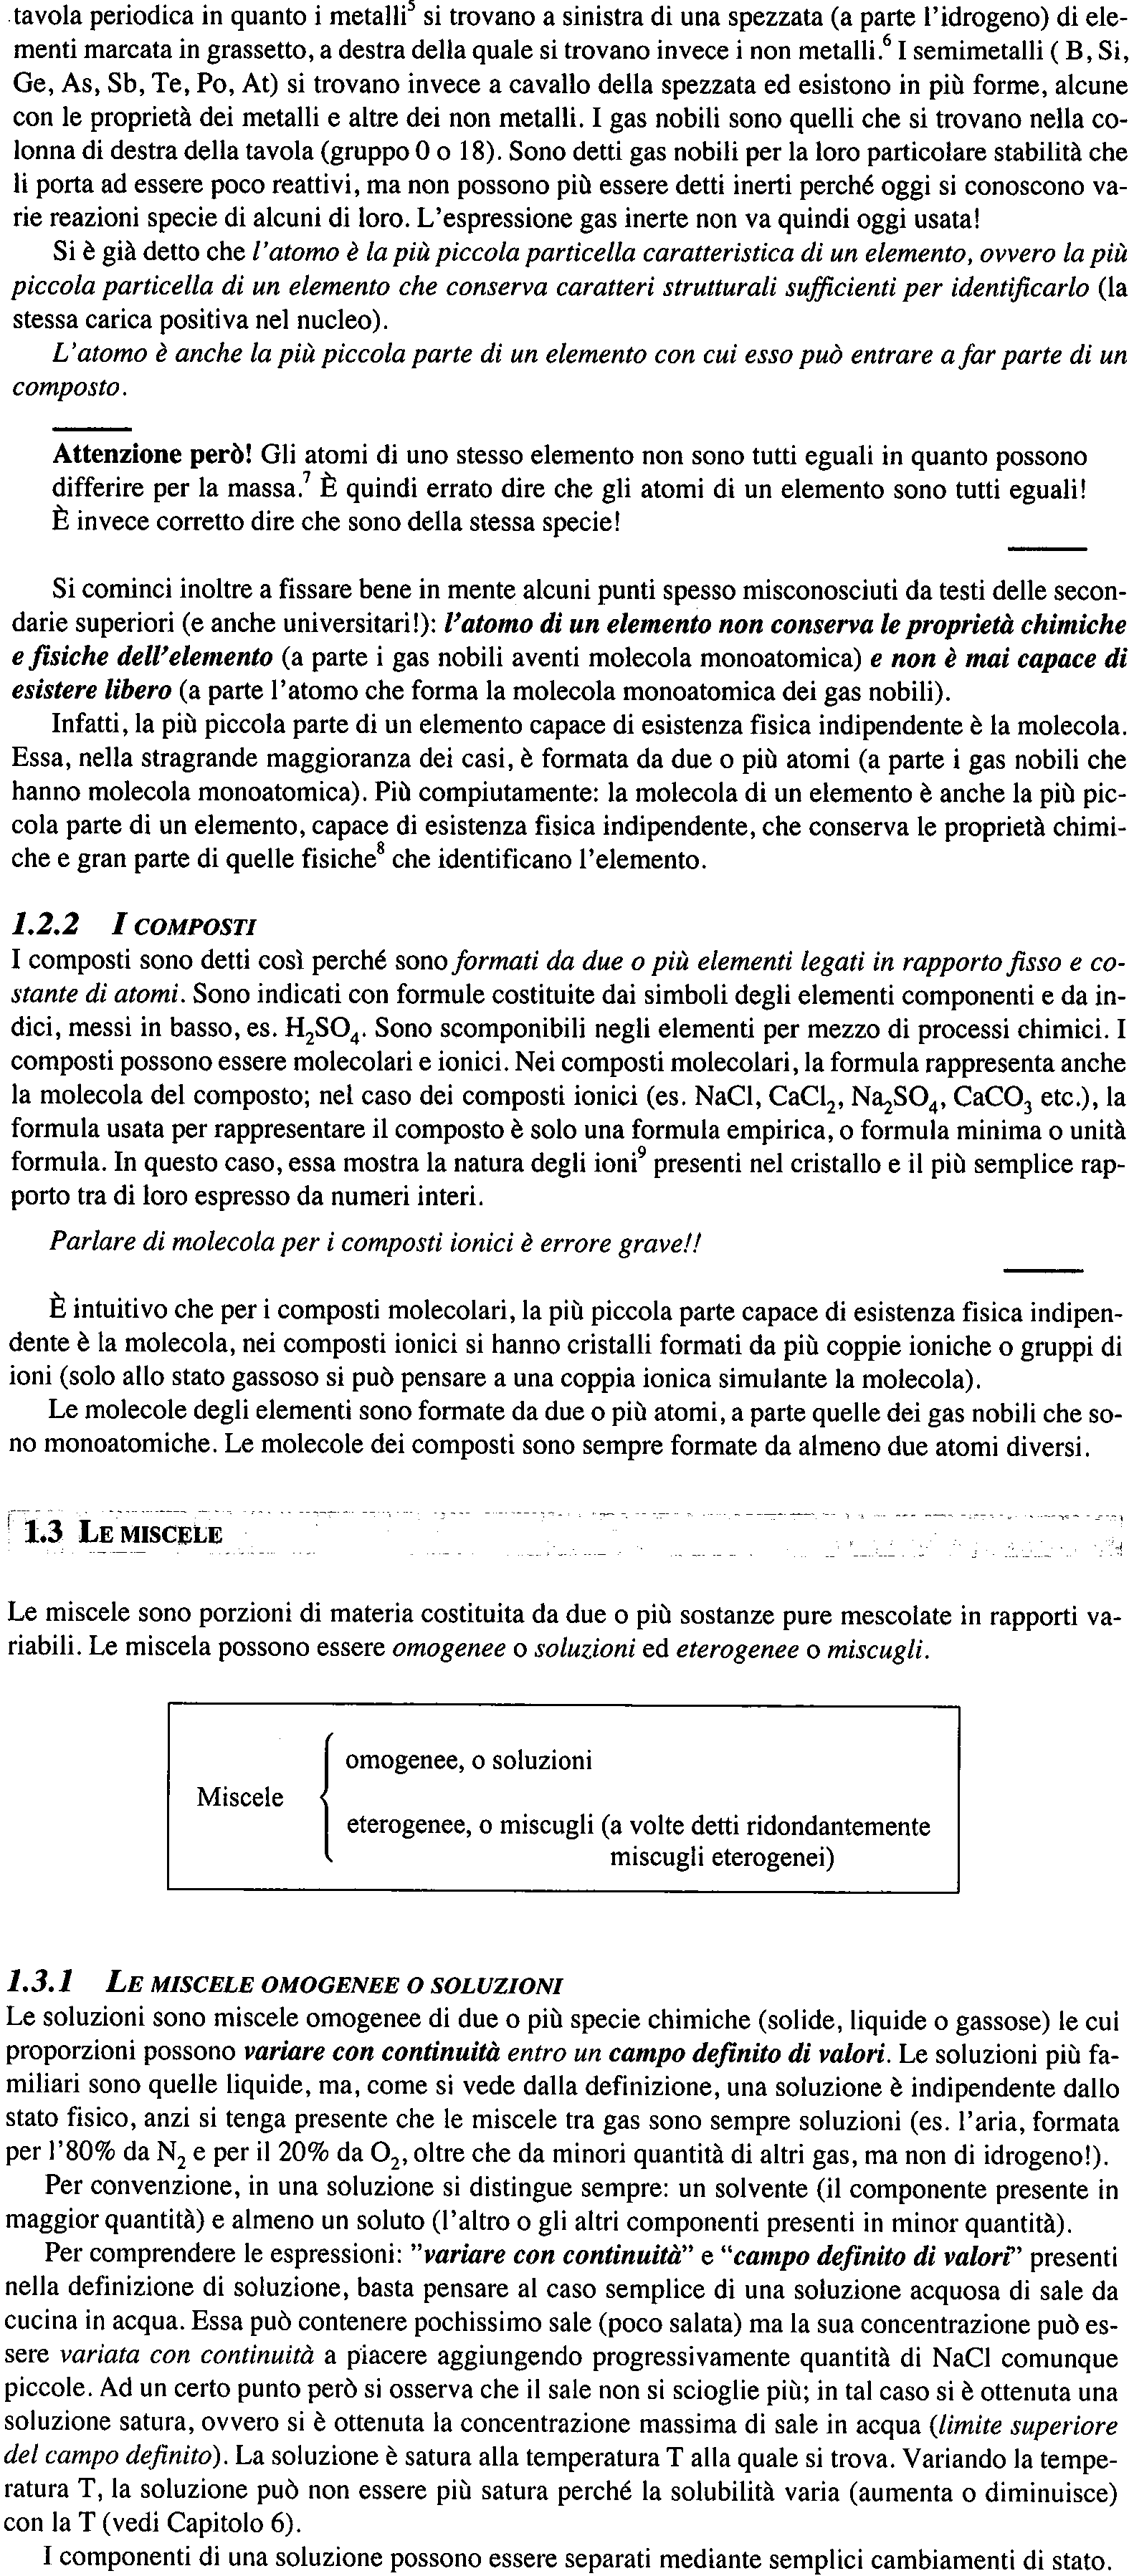 tavola periodica in quanto i metalli⁵ si trovano a sinistra di una spezzata (a parte l'idrogeno) di ele-
menti marcata in grassetto, a destra della quale si trovano invece i non metalli.⁶ I semimetalli ( B, Si,
Ge, As, Sb, Te, Po, At) si trovano invece a cavallo della spezzata ed esistono in più forme, alcune
con le proprietà dei metalli e altre dei non metalli. I gas nobili sono quelli che si trovano nella co-
lonna di destra della tavola (gruppo 0 o 18). Sono detti gas nobili per la loro particolare stabilità che
li porta ad essere poco reattivi, ma non possono più essere detti inerti perché oggi si conoscono va-
rie reazioni specie di alcuni di loro. L'espressione gas inerte non va quindi oggi usata!
Si è già detto che l'atomo è la più piccola particella caratteristica di un elemento, ovvero la più
piccola particella di un elemento che conserva caratteri strutturali sufficienti per identificarlo (la
stessa carica positiva nel nucleo).
L'atomo è anche la più piccola parte di un elemento con cui esso può entrare a far parte di un
composto.
Attenzione però! Gli atomi di uno stesso elemento non sono tutti eguali in quanto possono
differire per la massa.⁷ È quindi errato dire che gli atomi di un elemento sono tutti eguali!
È invece corretto dire che sono della stessa specie!
Si cominci inoltre a fissare bene in mente alcuni punti spesso misconosciuti da testi delle secon-
darie superiori (e anche universitari!): l'atomo di un elemento non conserva le proprietà chimiche
e fisiche dell'elemento (a parte i gas nobili aventi molecola monoatomica) e non è mai capace di
esistere libero (a parte l'atomo che forma la molecola monoatomica dei gas nobili).
Infatti, la più piccola parte di un elemento capace di esistenza fisica indipendente è la molecola.
Essa, nella stragrande maggioranza dei casi, è formata da due o più atomi (a parte i gas nobili che
hanno molecola monoatomica). Più compiutamente: la molecola di un elemento è anche la più pic-
cola parte di un elemento, capace di esistenza fisica indipendente, che conserva le proprietà chimi-
che e gran parte di quelle fisiche⁸ che identificano l'elemento.
1.2.2 I COMPOSTI
I composti sono detti così perché sono formati da due o più elementi legati in rapporto fisso e co-
stante di atomi. Sono indicati con formule costituite dai simboli degli elementi componenti e da in-
dici, messi in basso, es. H₂SO₄. Sono scomponibili negli elementi per mezzo di processi chimici. I
composti possono essere molecolari e ionici. Nei composti molecolari, la formula rappresenta anche
la molecola del composto; nel caso dei composti ionici (es. NaCl, CaCl₂, Na₂SO₄, CaCO₃ etc.), la
formula usata per rappresentare il composto è solo una formula empirica, o formula minima o unità
formula. In questo caso, essa mostra la natura degli ioni⁹ presenti nel cristallo e il più semplice rap-
porto tra di loro espresso da numeri interi.
Parlare di molecola per i composti ionici è errore grave!!
È intuitivo che per i composti molecolari, la più piccola parte capace di esistenza fisica indipen-
dente è la molecola, nei composti ionici si hanno cristalli formati da più coppie ioniche o gruppi di
ioni (solo allo stato gassoso si può pensare a una coppia ionica simulante la molecola).
Le molecole degli elementi sono formate da due o più atomi, a parte quelle dei gas nobili che so-
no monoatomiche. Le molecole dei composti sono sempre formate da almeno due atomi diversi.
1.3 LE MISCELE
Le miscele sono porzioni di materia costituita da due o più sostanze pure mescolate in rapporti va-
riabili. Le miscela possono essere omogenee o soluzioni ed eterogenee o miscugli.
omogenee, o soluzioni
Miscele
eterogenee, o miscugli (a volte detti ridondantemente
miscugli eterogenei)
1.3.1 LE MISCELE OMOGENEE O SOLUZIONI
Le soluzioni sono miscele omogenee di due o più specie chimiche (solide, liquide o gassose) le cui
proporzioni possono variare con continuità entro un campo definito di valori. Le soluzioni più fa-
miliari sono quelle liquide, ma, come si vede dalla definizione, una soluzione è indipendente dallo
stato fisico, anzi si tenga presente che le miscele tra gas sono sempre soluzioni (es. l'aria, formata
per l'80% da N₂ e per il 20% da O₂, oltre che da minori quantità di altri gas, ma non di idrogeno!).
Per convenzione, in una soluzione si distingue sempre: un solvente (il componente presente in
maggior quantità) e almeno un soluto (l'altro o gli altri componenti presenti in minor quantità).
Per comprendere le espressioni: "variare con continuità" e "campo definito di valori" presenti
nella definizione di soluzione, basta pensare al caso semplice di una soluzione acquosa di sale da
cucina in acqua. Essa può contenere pochissimo sale (poco salata) ma la sua concentrazione può es-
sere variata con continuità a piacere aggiungendo progressivamente quantità di NaCl comunque
piccole. Ad un certo punto però si osserva che il sale non si scioglie più; in tal caso si è ottenuta una
soluzione satura, ovvero si è ottenuta la concentrazione massima di sale in acqua (limite superiore
del campo definito). La soluzione è satura alla temperatura T alla quale si trova. Variando la tempe-
ratura T, la soluzione può non essere più satura perché la solubilità varia (aumenta o diminuisce)
con la T (vedi Capitolo 6).
I componenti di una soluzione possono essere separati mediante semplici cambiamenti di stato.